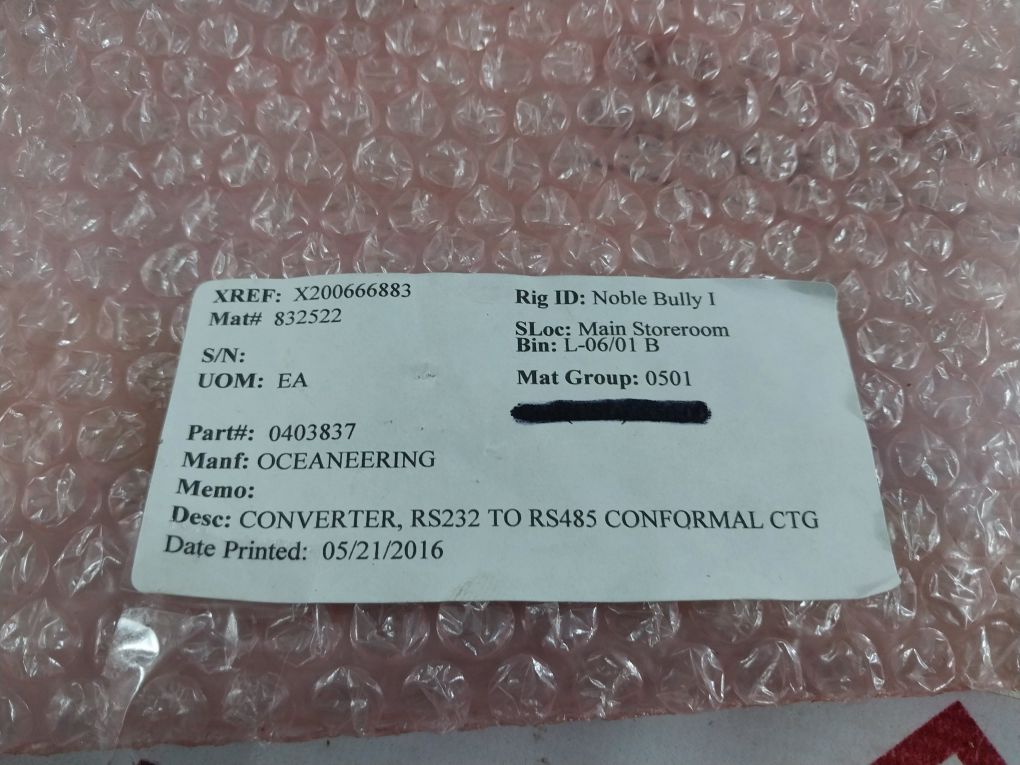 XREF: X200666883
Mat# 832522
S/N:
UOM: EA
Part#: 0403837
Manf: OCEANEERING
Memo:
Desc: CONVERTER, RS232 TO RS485 CONFORMAL CTG
Date Printed: 05/21/2016
Rig ID: Noble Bully I
SLoc: Main Storeroom
Bin: L-06/01 B
Mat Group: 0501